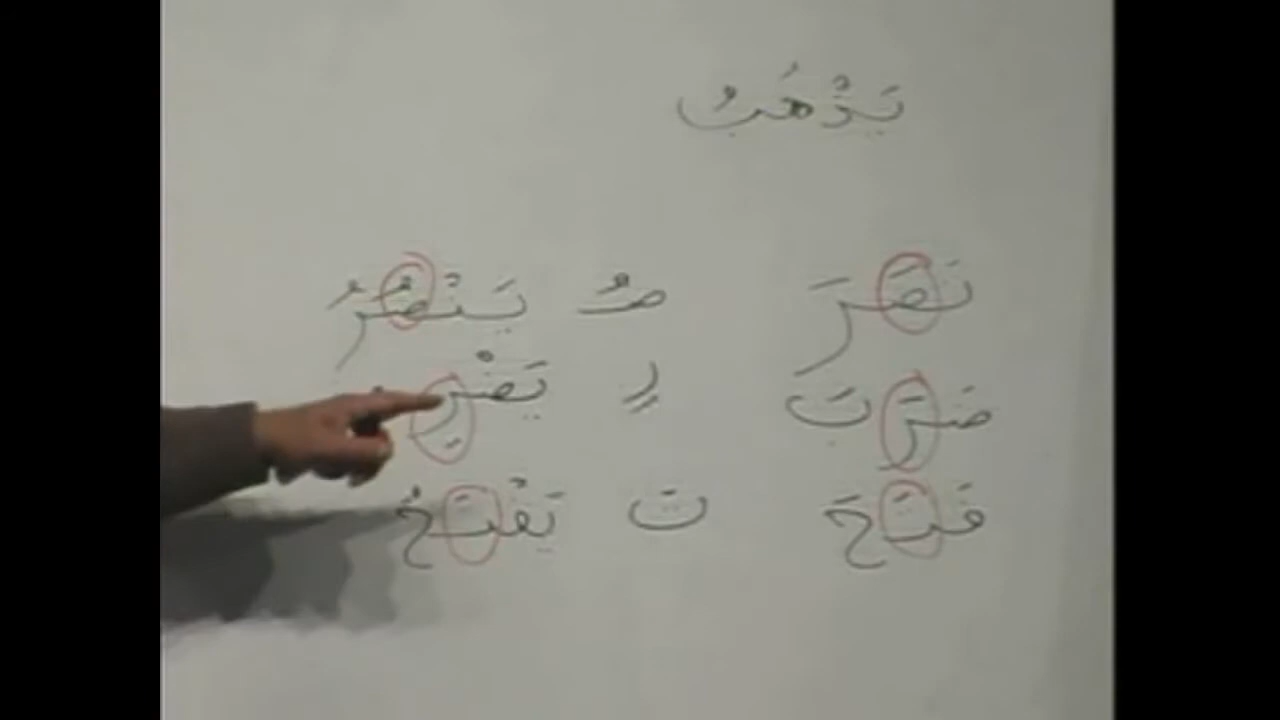 يَذْهَبُ
نَصَرَ صُ يَنْصُرُ
ضَرَبَ رِ يَضْرِ
فَتَحَ تَ يَفْتَحُ